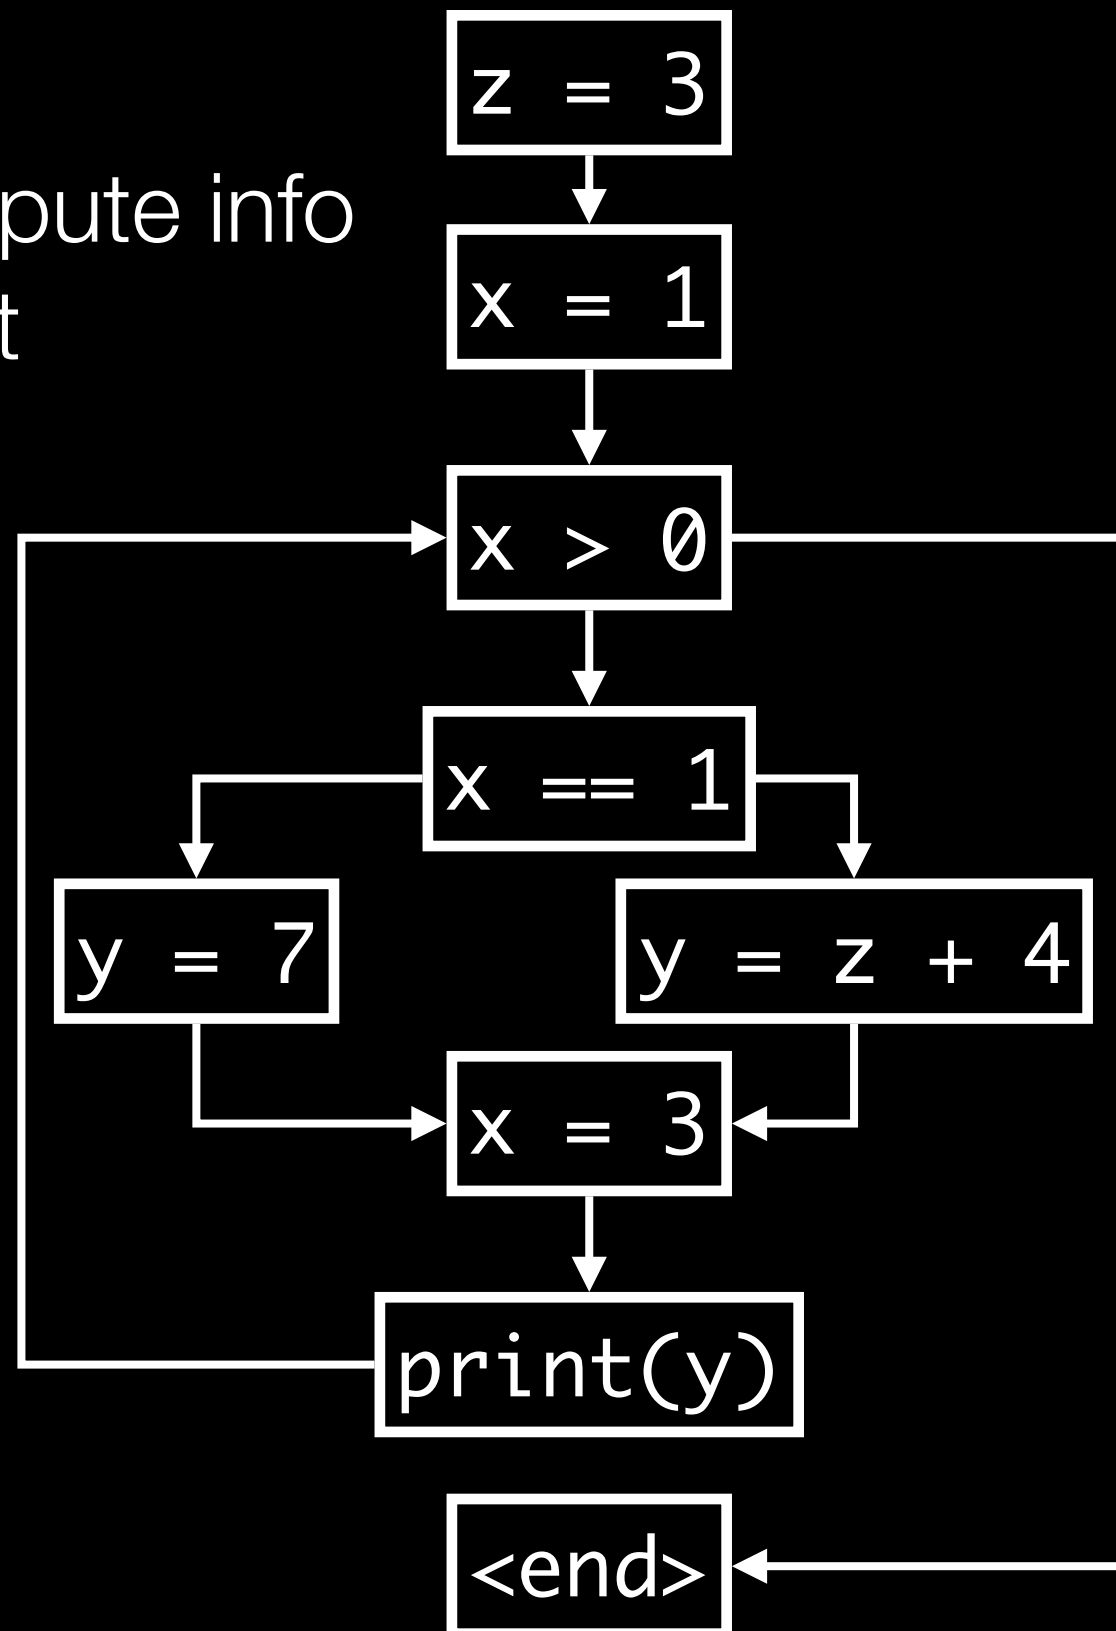 z = 3
pute info
t
x = 1
x > 0
x == 1
y = 7
y = z + 4
x = 3
print(y)
<end>